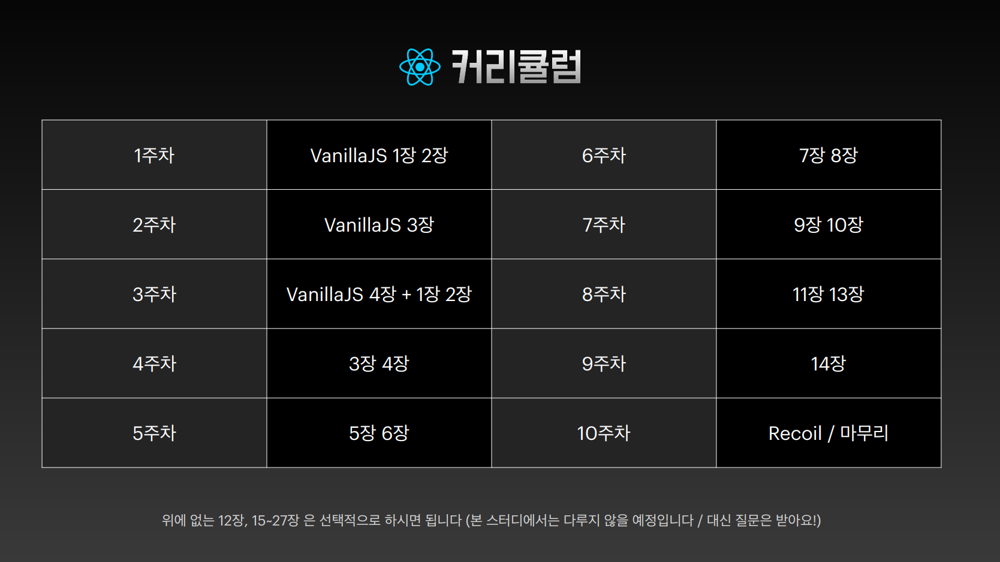 커리큘럼
1주차 VanillaJS 1장 2장 6주차 7장 8장
2주차 VanillaJS 3장 7주차 9장 10장
3주차 VanillaJS 4장 + 1장 2장 8주차 11장 13장
4주차 3장 4장 9주차 14장
5주차 5장 6장 10주차 Recoil / 마무리
위에 없는 12장, 15~27장 은 선택적으로 하시면 됩니다 (본 스터디에서는 다루지 않을 예정입니다 / 대신 질문은 받아요!)